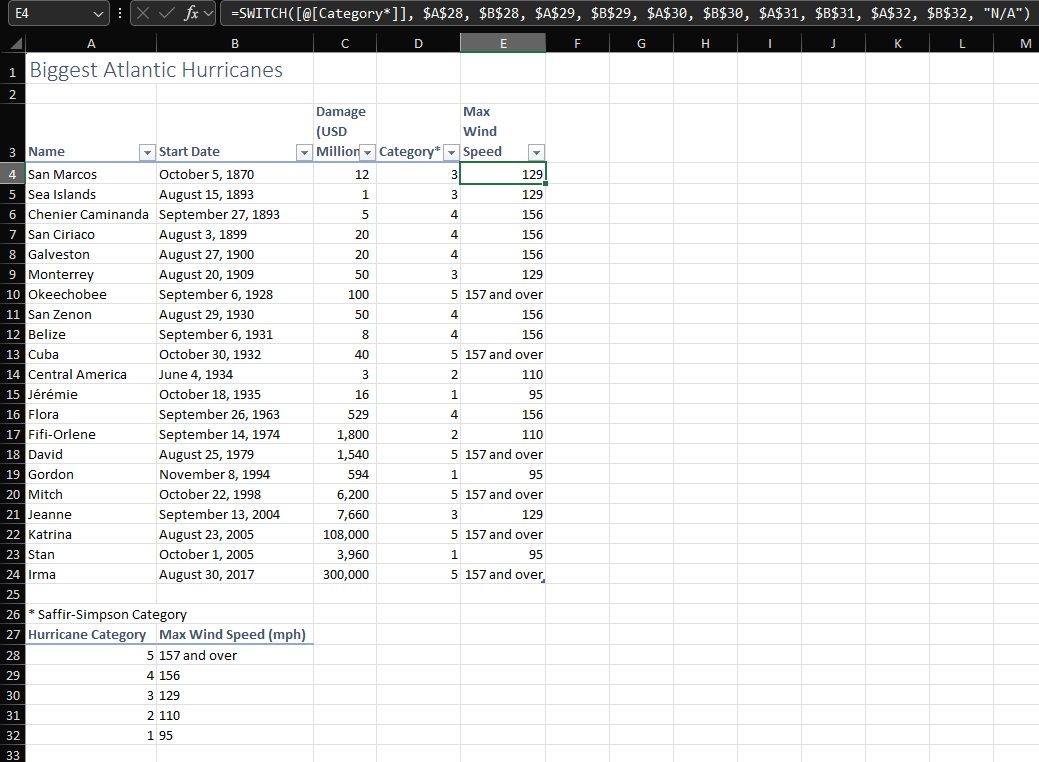 E4 fx =SWITCH([@[Category*]], $A$28, $B$28, $A$29, $B$29, $A$30, $B$30, $A$31, $B$31, $A$32, $B$32, "N/A")
A B C D E F G H I J K L M
1 Biggest Atlantic Hurricanes
2
Damage Max
(USD Wind
3 Name Start Date Million Category* Speed
4 San Marcos October 5, 1870 12 3 129
5 Sea Islands August 15, 1893 1 3 129
6 Chenier Caminanda September 27, 1893 5 4 156
7 San Ciriaco August 3, 1899 20 4 156
8 Galveston August 27, 1900 20 4 156
9 Monterrey August 20, 1909 50 3 129
10 Okeechobee September 6, 1928 100 5 157 and over
11 San Zenon August 29, 1930 50 4 156
12 Belize September 6, 1931 8 4 156
13 Cuba October 30, 1932 40 5 157 and over
14 Central America June 4, 1934 3 2 110
15 Jérémie October 18, 1935 16 1 95
16 Flora September 26, 1963 529 4 156
17 Fifi-Orlene September 14, 1974 1,800 2 110
18 David August 25, 1979 1,540 5 157 and over
19 Gordon November 8, 1994 594 1 95
20 Mitch October 22, 1998 6,200 5 157 and over
21 Jeanne September 13, 2004 7,660 3 129
22 Katrina August 23, 2005 108,000 5 157 and over
23 Stan October 1, 2005 3,960 1 95
24 Irma August 30, 2017 300,000 5 157 and over
25
26 * Saffir-Simpson Category
27 Hurricane Category Max Wind Speed (mph)
28 5 157 and over
29 4 156
30 3 129
31 2 110
32 1 95
33